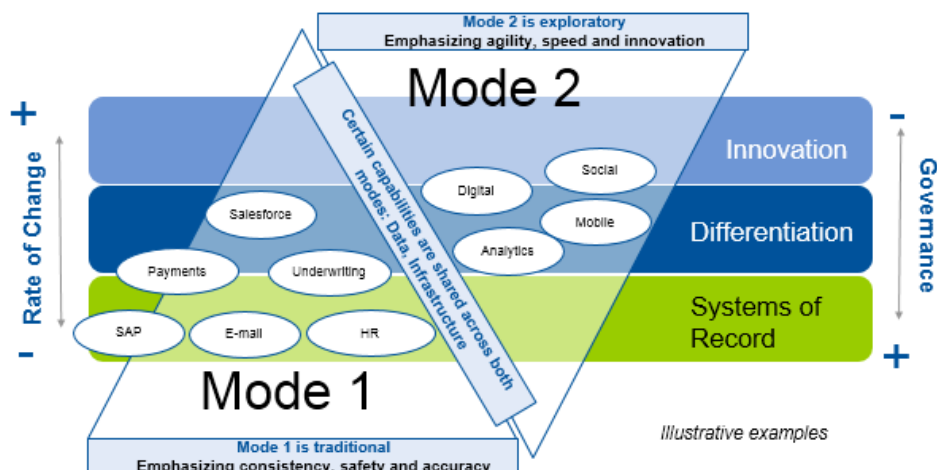 Mode 2 is exploratory
Emphasizing agility, speed and innovation
Mode 2
+
-
Rate of Change
Governance
Certain capabilities are shared across both
modes: Data, Infrastructure
Innovation
Social
Digital
Salesforce
Mobile
Differentiation
Analytics
Payments
Underwriting
SAP
E-mail
HR
Systems of
Record
-
+
Mode 1
Illustrative examples
Mode 1 is traditional
Emphasizing consistency, safety and accuracy